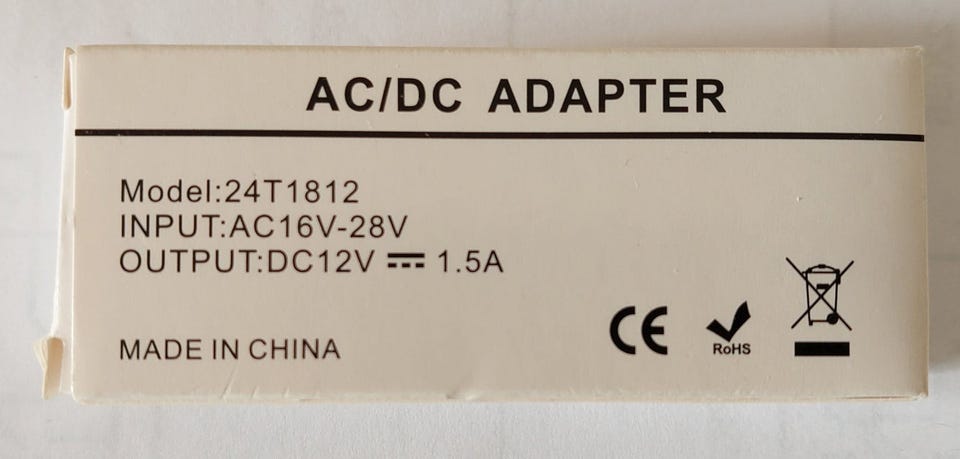 AC/DC ADAPTER
Model:24T1812
INPUT:AC16V-28V
OUTPUT:DC12V ⎓ 1.5A
MADE IN CHINA
CE
RoHS